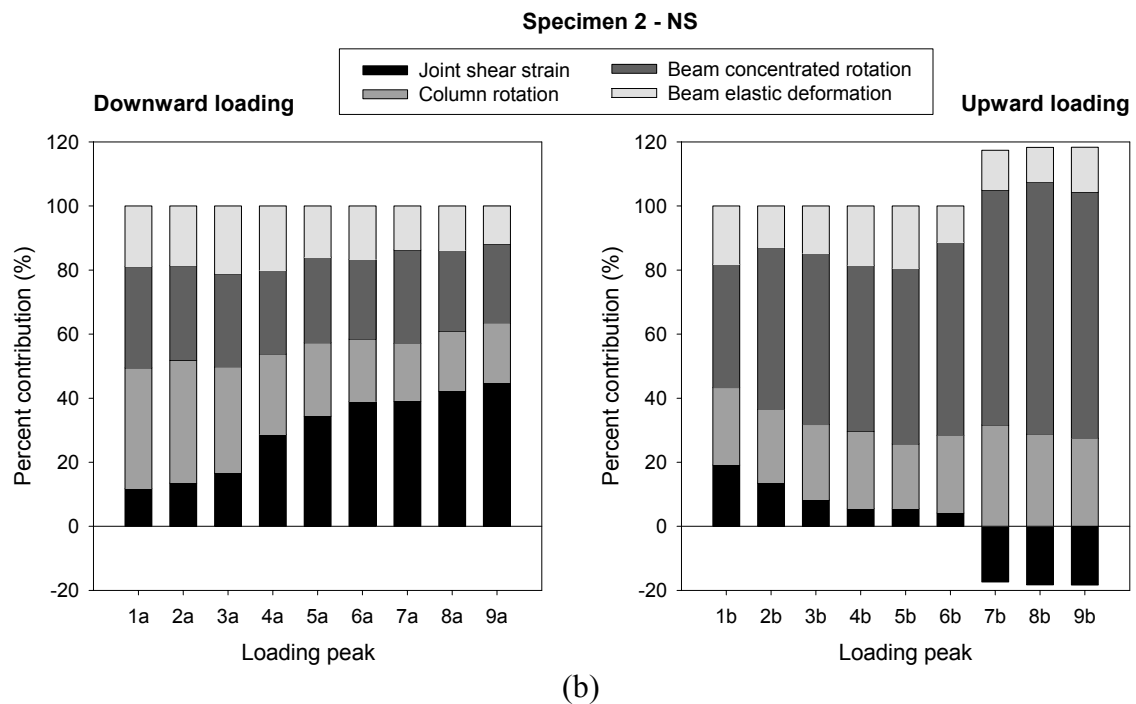 Specimen 2 - NS
Joint shear strain
Beam concentrated rotation
Column rotation
Beam elastic deformation
Downward loading
Upward loading
Percent contribution (%)
120
100
80
60
40
20
0
-20
1a 2a 3a 4a 5a 6a 7a 8a 9a
Loading peak
Percent contribution (%)
120
100
80
60
40
20
0
-20
1b 2b 3b 4b 5b 6b 7b 8b 9b
Loading peak
(b)